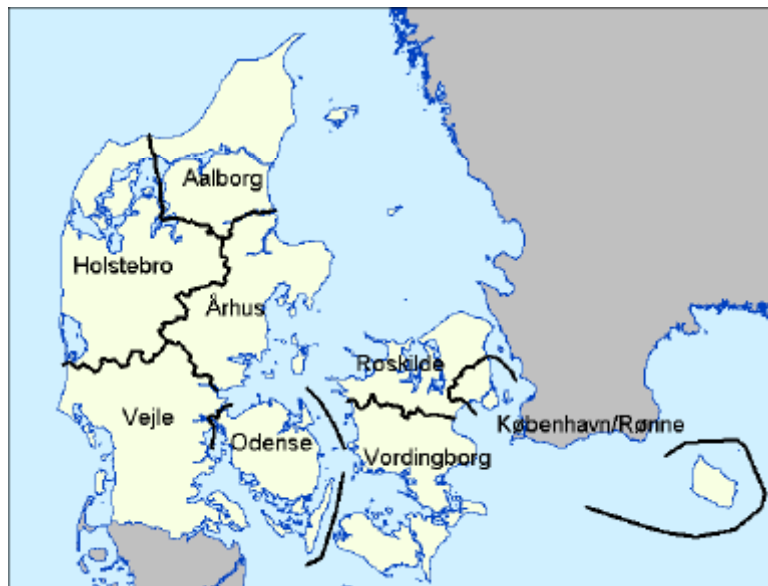 Aalborg
Holstebro
Århus
Roskilde
Vejle
Odense
København/Rønne
Vordingborg